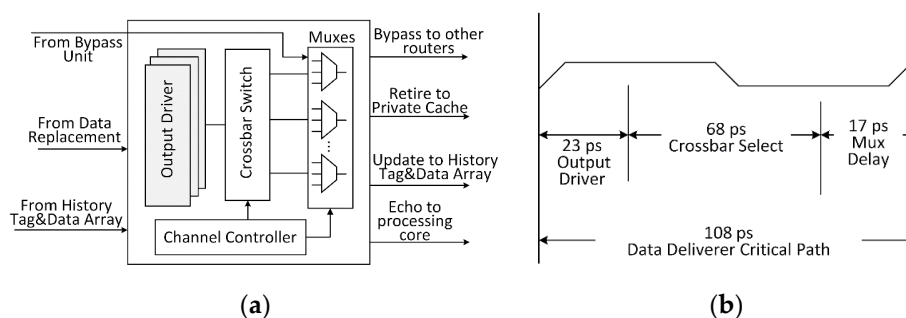 From Bypass
Unit
From Data
Replacement
From History
Tag&Data Array
Output Driver
Crossbar Switch
Muxes
...
Channel Controller
Bypass to other
routers
Retire to
Private Cache
Update to History
Tag&Data Array
Echo to
processing
core
(a)
23 ps
Output
Driver
68 ps
Crossbar Select
17 ps
Mux
Delay
108 ps
Data Deliverer Critical Path
(b)